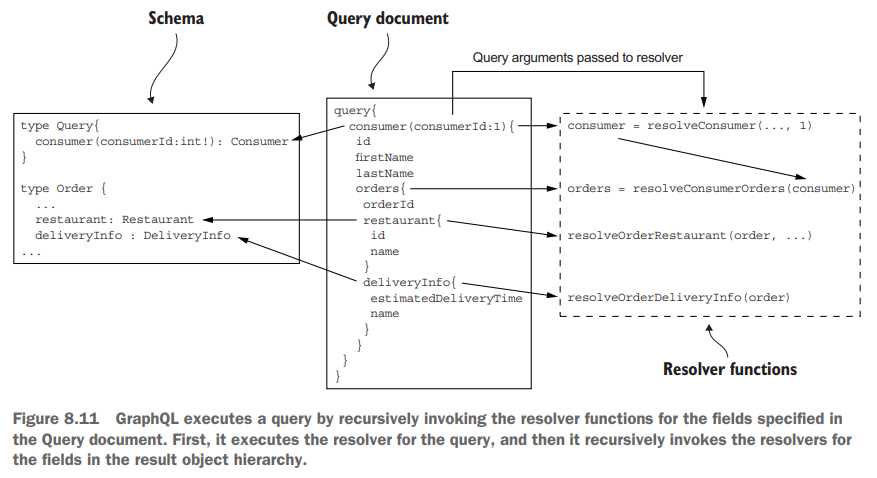 Schema
Query document
Query arguments passed to resolver
type Query{
consumer(consumerId:int!): Consumer
}
type Order {
...
restaurant: Restaurant
deliveryInfo : DeliveryInfo
...
query{
consumer(consumerId:1){
id
firstName
lastName
orders{
orderId
restaurant{
id
name
}
deliveryInfo{
estimatedDeliveryTime
name
}
}
}
}
consumer = resolveConsumer(..., 1)
orders = resolveConsumerOrders(consumer)
resolveOrderRestaurant(order, ...)
resolveOrderDeliveryInfo(order)
Resolver functions
Figure 8.11 GraphQL executes a query by recursively invoking the resolver functions for the fields specified in
the Query document. First, it executes the resolver for the query, and then it recursively invokes the resolvers for
the fields in the result object hierarchy.